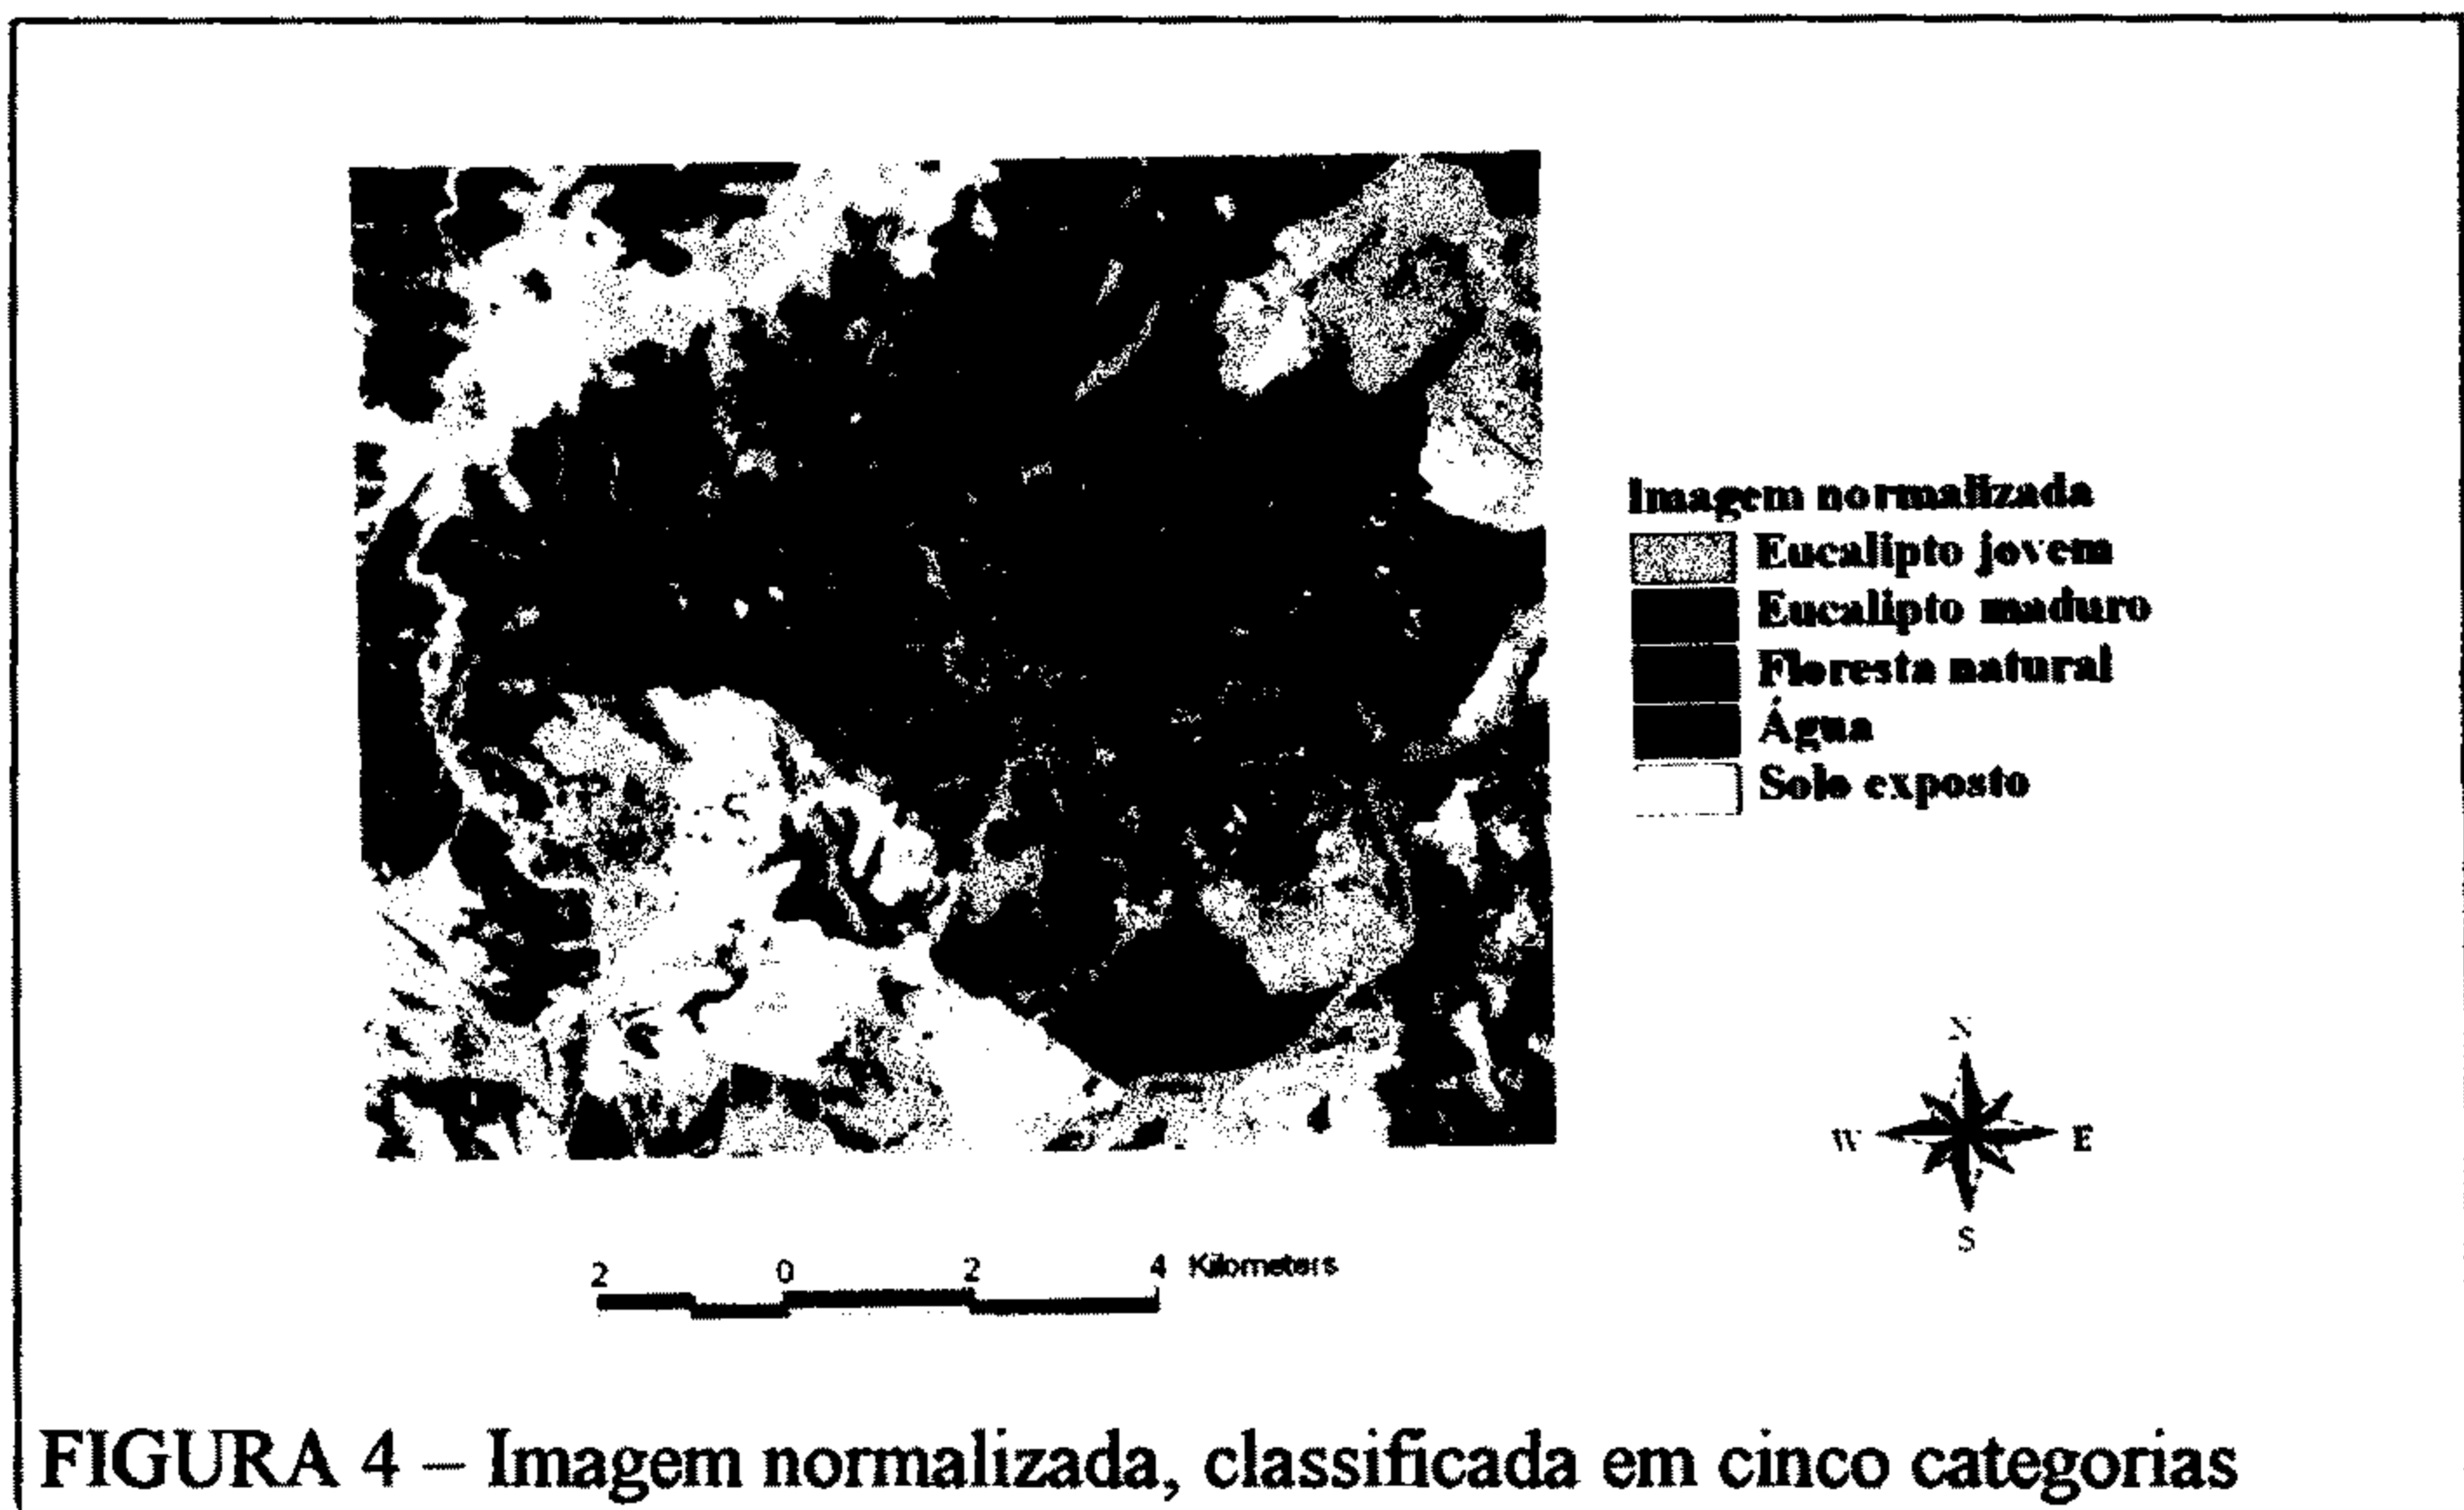 Imagem normalizada
Eucalipto jovem
Eucalipto maduro
Floresta natural
Água
Solo exposto
N
W E
S
2 0 2 4 Kilometers
FIGURA 4 – Imagem normalizada, classificada em cinco categorias